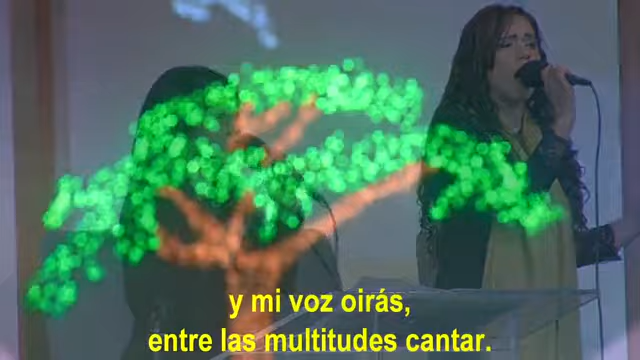 y mi voz oirás,
entre las multitudes cantar.